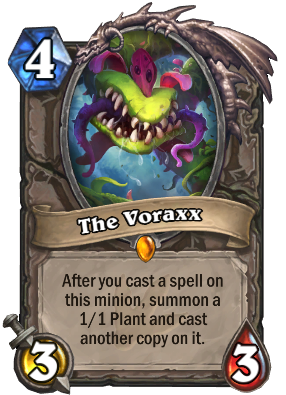 4
The Voraxx
After you cast a spell on
this minion, summon a
1/1 Plant and cast
another copy on it.
3
3